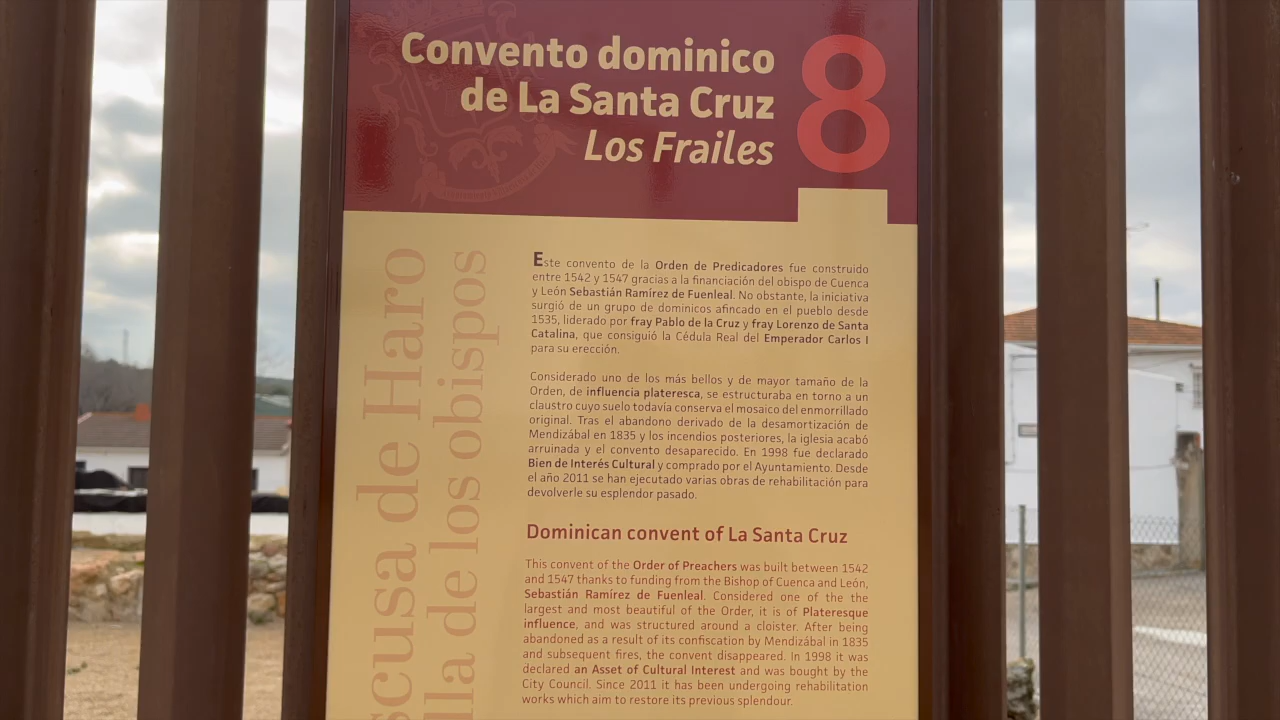 Convento dominico
de La Santa Cruz
Los Frailes
8
Este convento de la Orden de Predicadores fue construido
entre 1542 y 1547 gracias a la financiación del obispo de Cuenca
y León Sebastián Ramírez de Fuenleal. No obstante, la iniciativa
surgió de un grupo de dominicos afincado en el pueblo desde
1535, liderado por fray Pablo de la Cruz y fray Lorenzo de Santa
Catalina, que consiguió la Cédula Real del Emperador Carlos I
para su erección.
Considerado uno de los más bellos y de mayor tamaño de la
Orden, de influencia plateresca, se estructuraba en torno a un
claustro cuyo suelo todavía conserva el mosaico del enmorrillado
original. Tras el abandono derivado de la desamortización de
Mendizábal en 1835 y los incendios posteriores, la iglesia acabó
arruinada y el convento desaparecido. En 1998 fue declarado
Bien de Interés Cultural y comprado por el Ayuntamiento. Desde
el año 2011 se han ejecutado varias obras de rehabilitación para
devolverle su esplendor pasado.
Dominican convent of La Santa Cruz
This convent of the Order of Preachers was built between 1542
and 1547 thanks to funding from the Bishop of Cuenca and León,
Sebastián Ramírez de Fuenleal. Considered one of the the
largest and most beautiful of the Order, it is of Plateresque
influence, and was structured around a cloister. After being
abandoned as a result of its confiscation by Mendizábal in 1835
and subsequent fires, the convent disappeared. In 1998 it was
declared an Asset of Cultural Interest and was bought by the
City Council. Since 2011 it has been undergoing rehabilitation
works which aim to restore its previous splendour.
scusa de Haro
la de los obispos